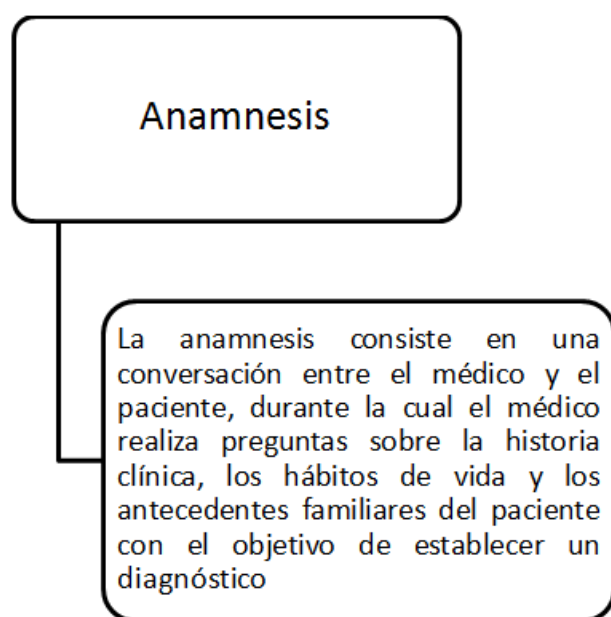 Anamnesis
La anamnesis consiste en una
conversación entre el médico y el
paciente, durante la cual el médico
realiza preguntas sobre la historia
clínica, los hábitos de vida y los
antecedentes familiares del paciente
con el objetivo de establecer un
diagnóstico